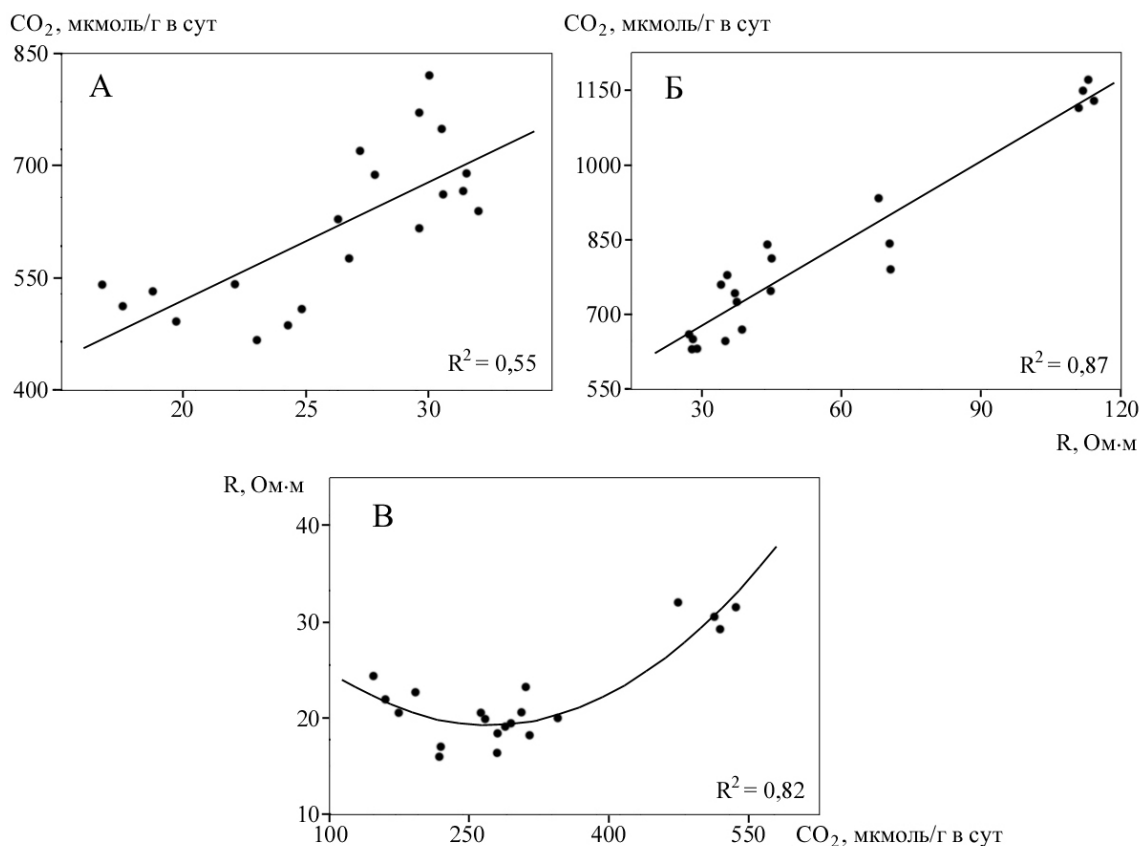 CO₂, мкмоль/г в сут
850
700
550
400
А
R² = 0,55
20 25 30
CO₂, мкмоль/г в сут
1150
1000
850
700
550
Б
R² = 0,87
30 60 90 120
R, Ом·м
R, Ом·м
40
30
20
10
В
R² = 0,82
100 250 400 550 CO₂, мкмоль/г в сут